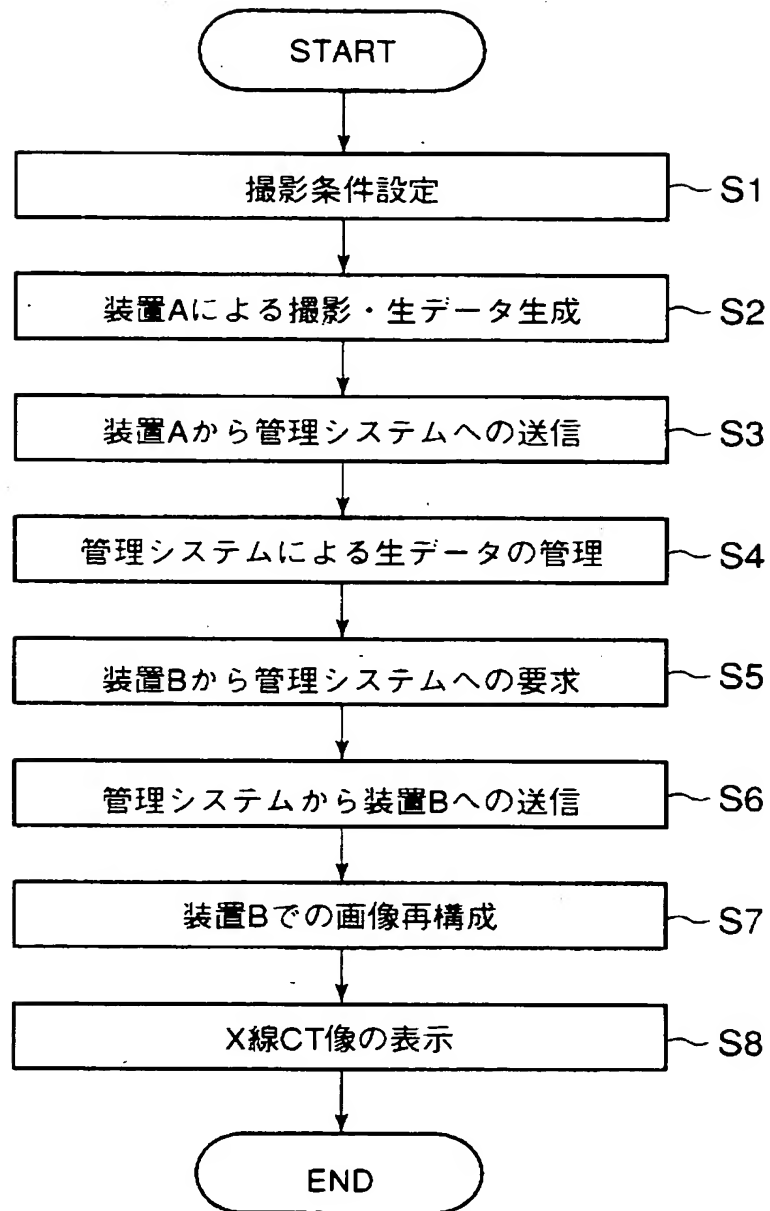 START
撮影条件設定 S1
装置Aによる撮影・生データ生成 S2
装置Aから管理システムへの送信 S3
管理システムによる生データの管理 S4
装置Bから管理システムへの要求 S5
管理システムから装置Bへの送信 S6
装置Bでの画像再構成 S7
X線CT像の表示 S8
END